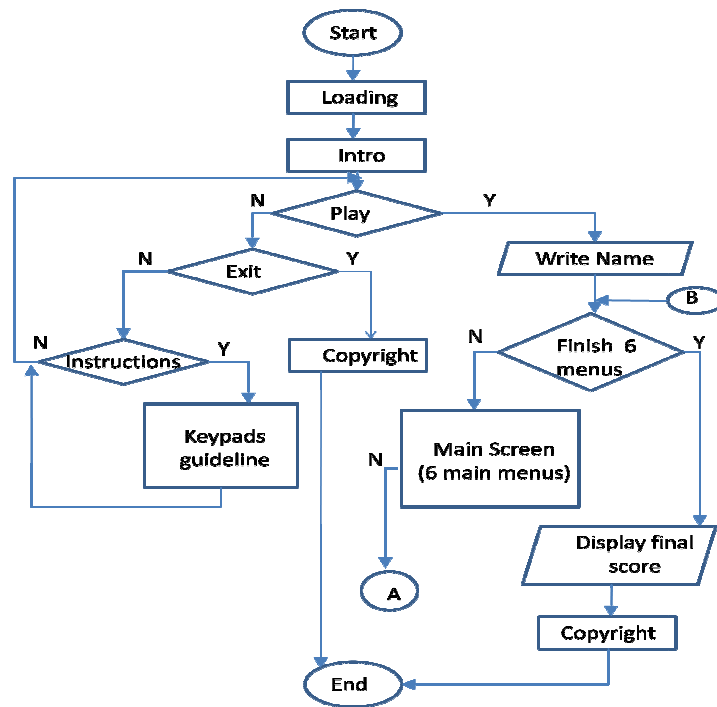 Start
Loading
Intro
N
Play
Y
N
Exit
Y
Write Name
B
N
Instructions
Y
Copyright
N
Finish 6
menus
Y
Keypads
guideline
N
Main Screen
(6 main menus)
A
Display final
score
Copyright
End